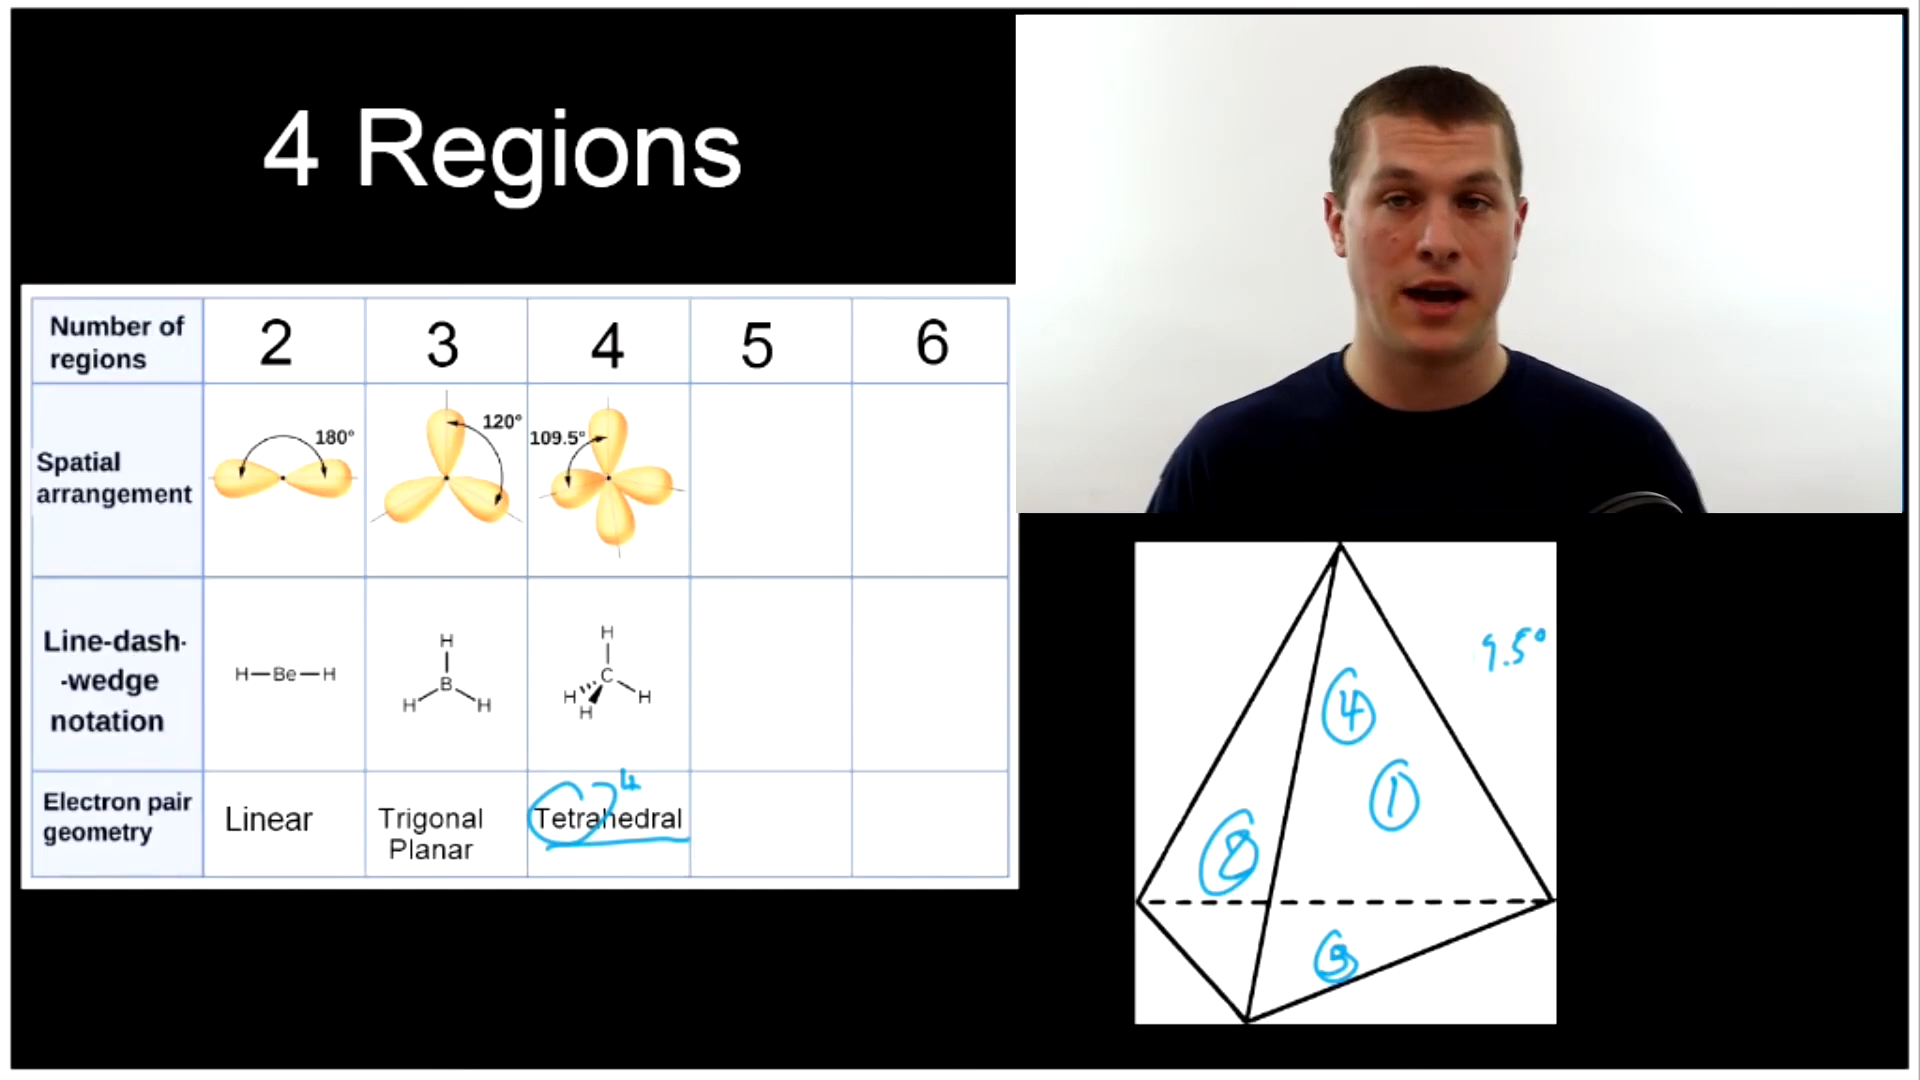 4 Regions
Number of
regions
2
3
4
5
6
Spatial
arrangement
180°
120°
109.5°
Line-dash-
-wedge
notation
H—Be—H
H
B
H H
H
C
H H
H
Electron pair
geometry
Linear
Trigonal
Planar
Tetrahedral
4
9.5°
4
1
3